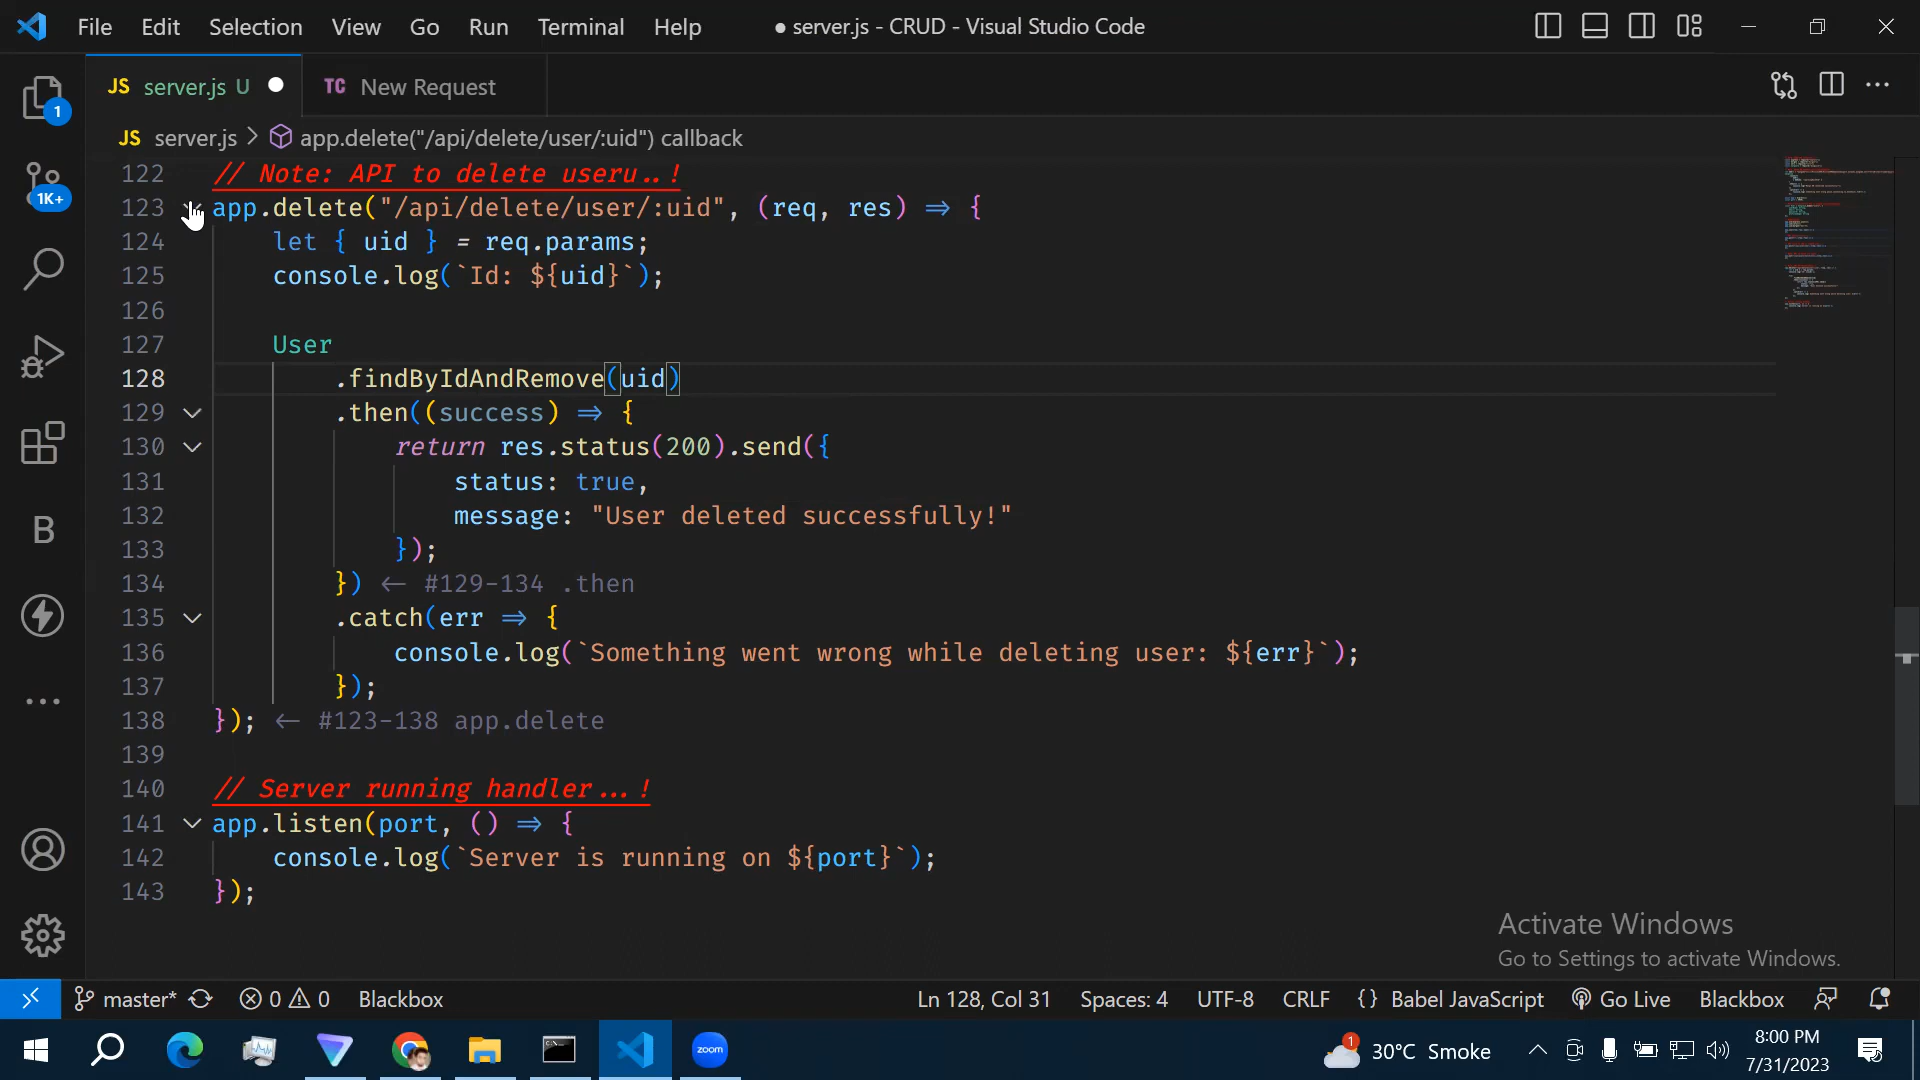 File Edit Selection View Go Run Terminal Help ● server.js - CRUD - Visual Studio Code
JS server.js U ● TC New Request
1
JS server.js > app.delete("/api/delete/user/:uid") callback
1K+
122 // Note: API to delete useru..!
123 app.delete("/api/delete/user/:uid", (req, res) => {
124 let { uid } = req.params;
125 console.log(`Id: ${uid}`);
126
127 User
128 .findByIdAndRemove(uid)
129 .then((success) => {
130 return res.status(200).send({
131 status: true,
132 message: "User deleted successfully!"
133 });
134 }) <- #129-134 .then
135 .catch(err => {
136 console.log(`Something went wrong while deleting user: ${err}`);
137 });
138 }); <- #123-138 app.delete
139
140 // Server running handler...!
141 app.listen(port, () => {
142 console.log(`Server is running on ${port}`);
143 });
B
Activate Windows
Go to Settings to activate Windows.
master* 0 0 Blackbox Ln 128, Col 31 Spaces: 4 UTF-8 CRLF {} Babel JavaScript Go Live Blackbox
zoom 1 30°C Smoke 8:00 PM
7/31/2023